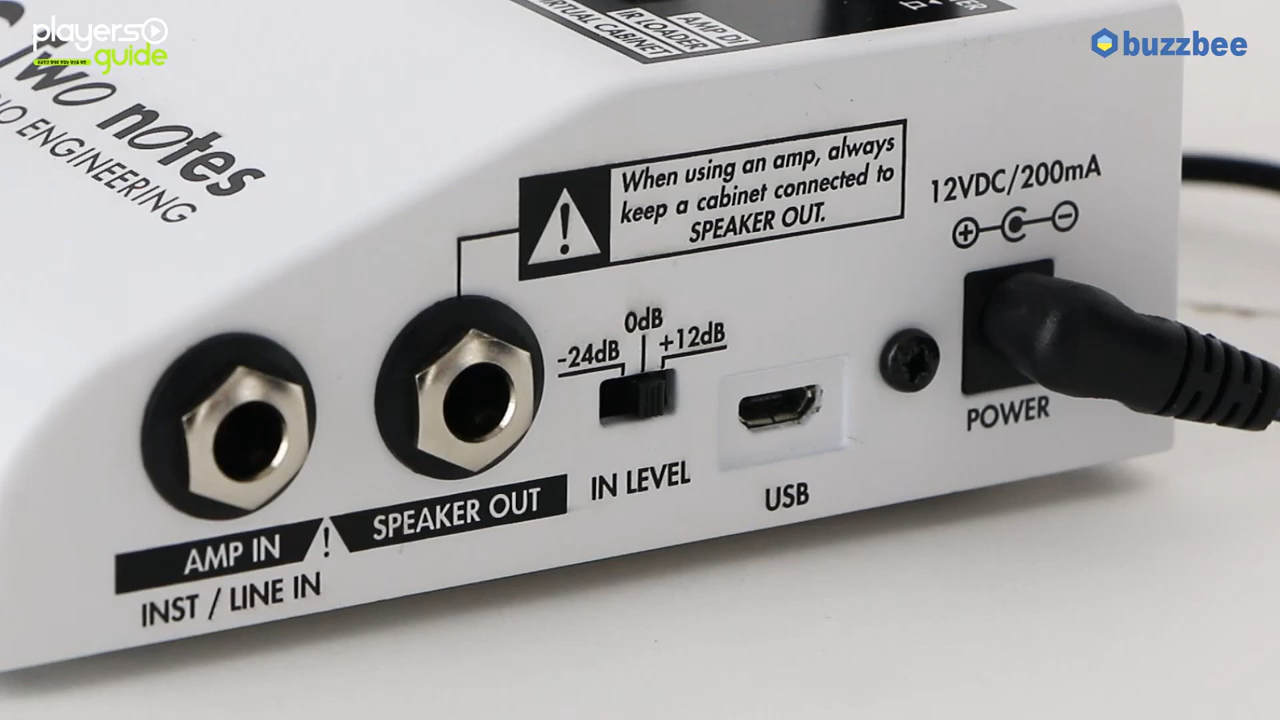 players
guide
buzzbee
two notes
ENGINEERING
VIRTUAL CABINET
IR LOADER
AMP DI
When using an amp, always
keep a cabinet connected to
SPEAKER OUT.
12VDC/200mA
-24dB
0dB
+12dB
POWER
IN LEVEL
USB
AMP IN
SPEAKER OUT
INST / LINE IN